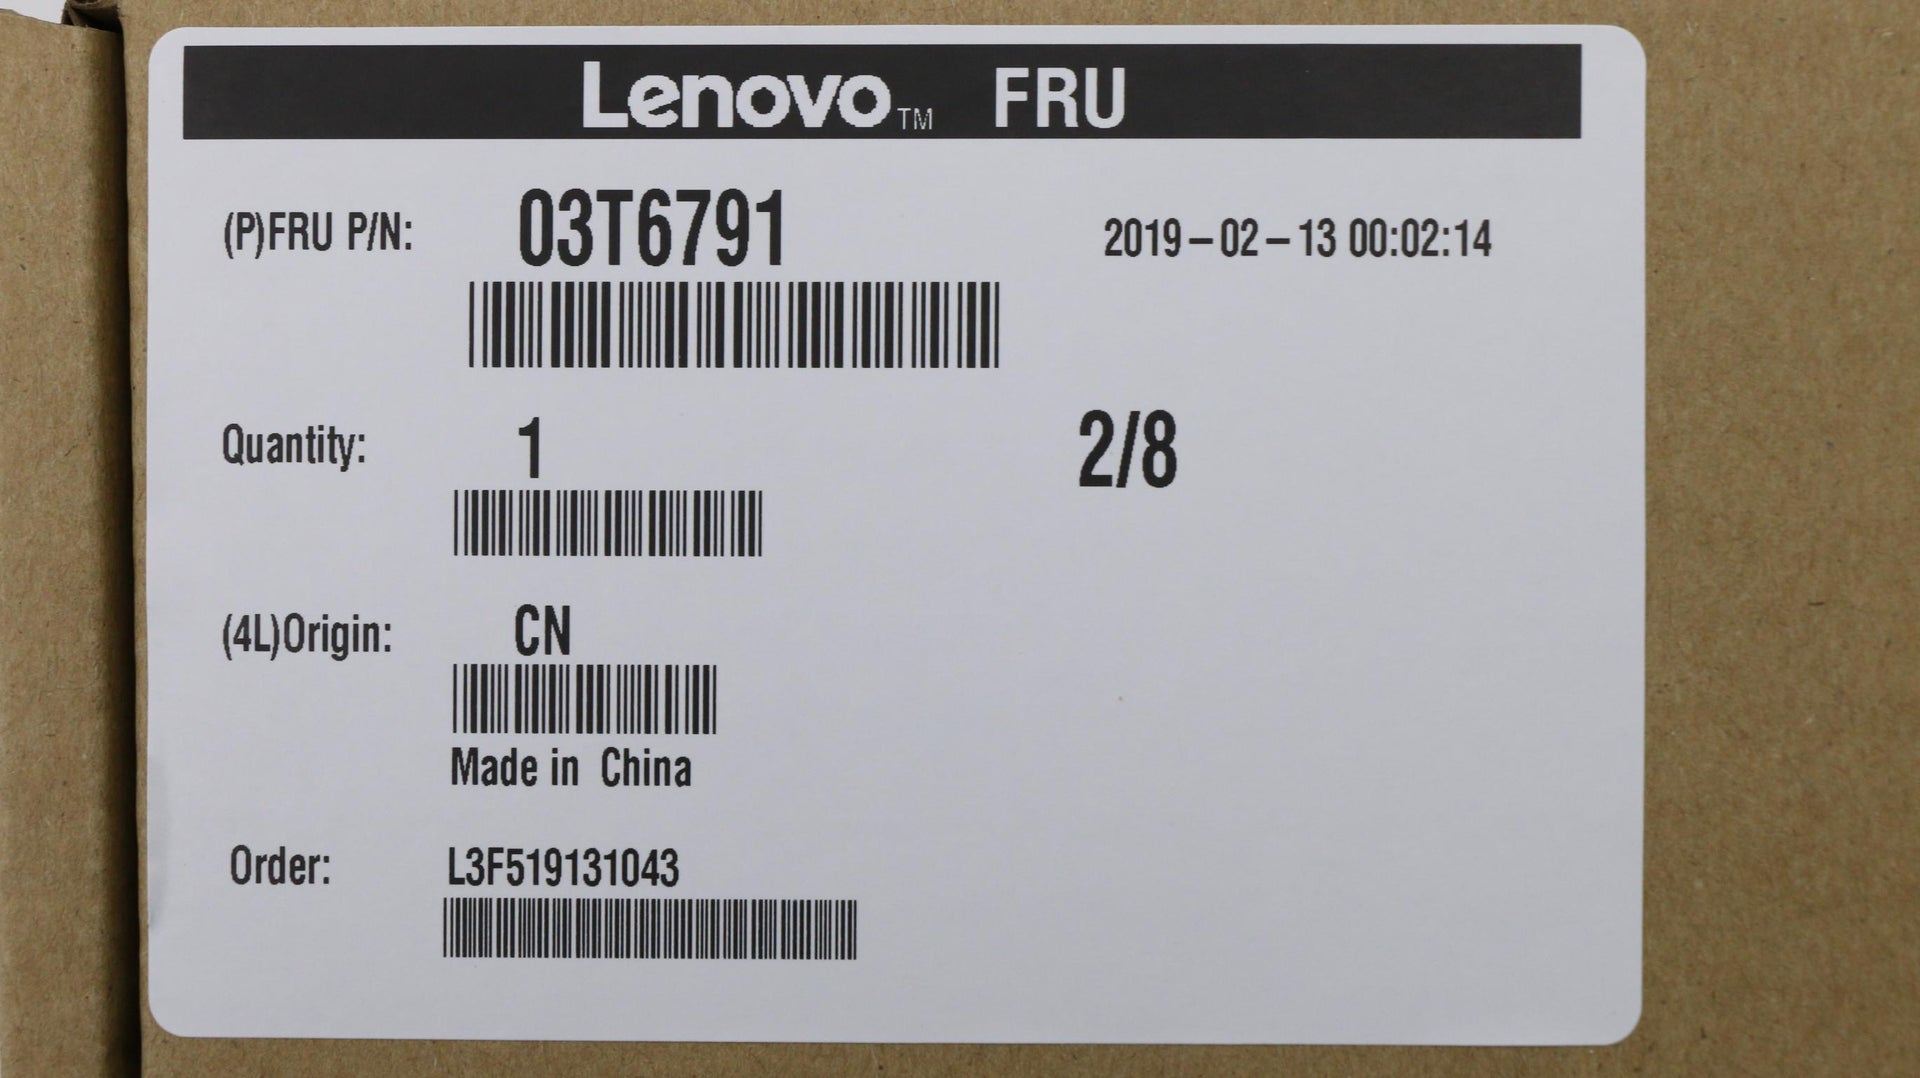 Lenovo™ FRU
(P)FRU P/N: 03T6791 2019-02-13 00:02:14
Quantity: 1 2/8
(4L)Origin: CN
Made in China
Order: L3F519131043